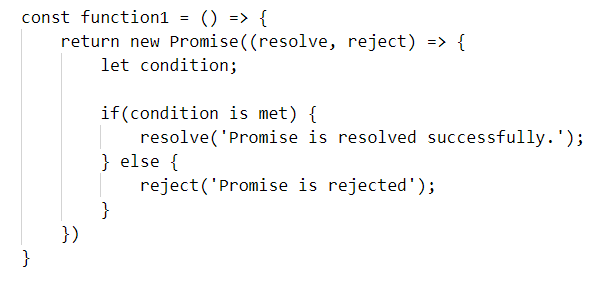 const function1 = () => {
    return new Promise((resolve, reject) => {
        let condition;

        if(condition is met) {
            resolve('Promise is resolved successfully.');
        } else {
            reject('Promise is rejected');
        }
    })
}